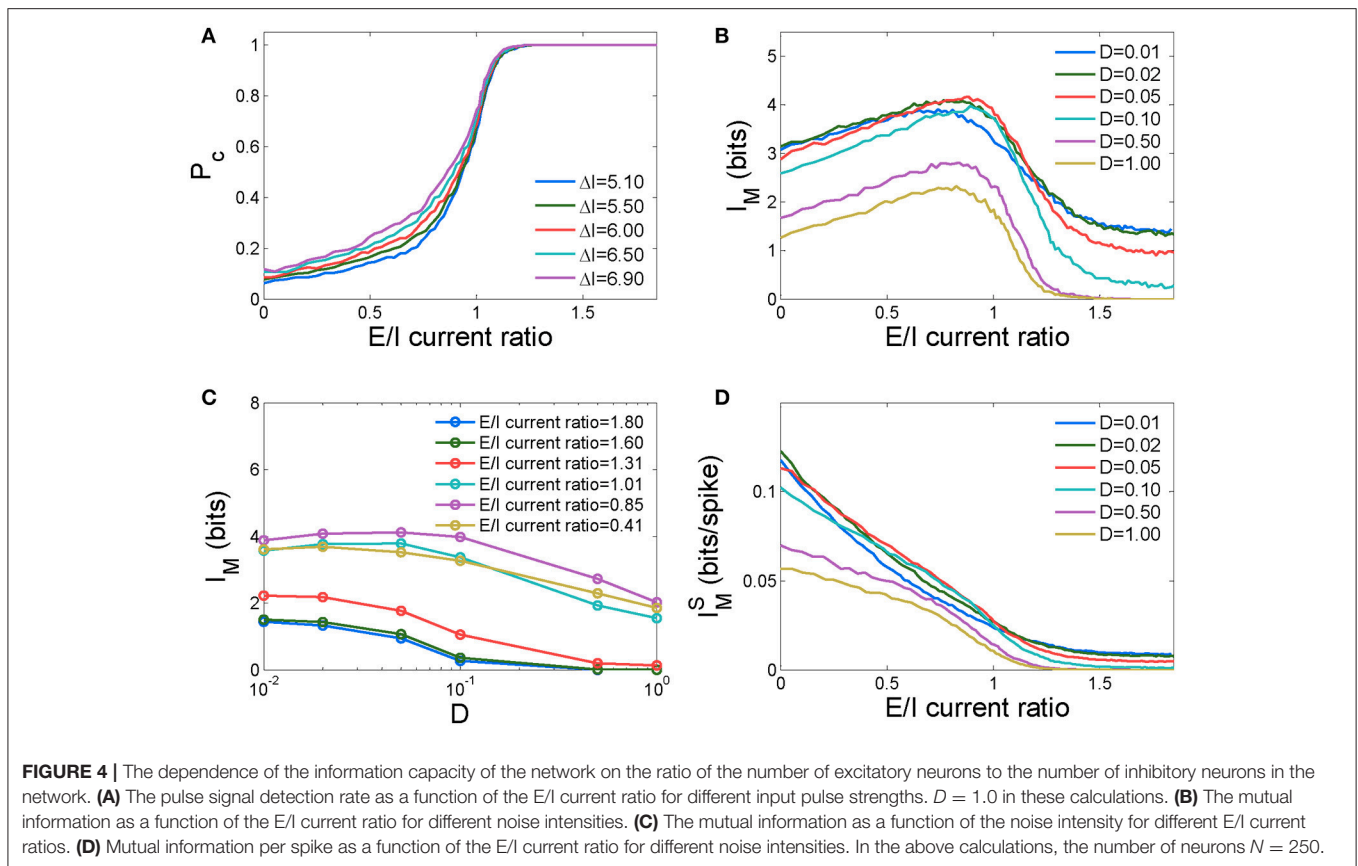 A
P_c
1
0.8
0.6
0.4
0.2
0
0 0.5 1 1.5
E/I current ratio
ΔI=5.10
ΔI=5.50
ΔI=6.00
ΔI=6.50
ΔI=6.90
B
I_M (bits)
5
4
3
2
1
0
0 0.5 1 1.5
E/I current ratio
D=0.01
D=0.02
D=0.05
D=0.10
D=0.50
D=1.00
C
I_M (bits)
8
6
4
2
0
10^-2 10^-1 10^0
D
E/I current ratio=1.80
E/I current ratio=1.60
E/I current ratio=1.31
E/I current ratio=1.01
E/I current ratio=0.85
E/I current ratio=0.41
D
I_M^S (bits/spike)
0.1
0.05
0
0 0.5 1 1.5
E/I current ratio
D=0.01
D=0.02
D=0.05
D=0.10
D=0.50
D=1.00
FIGURE 4 | The dependence of the information capacity of the network on the ratio of the number of excitatory neurons to the number of inhibitory neurons in the
network. (A) The pulse signal detection rate as a function of the E/I current ratio for different input pulse strengths. D = 1.0 in these calculations. (B) The mutual
information as a function of the E/I current ratio for different noise intensities. (C) The mutual information as a function of the noise intensity for different E/I current
ratios. (D) Mutual information per spike as a function of the E/I current ratio for different noise intensities. In the above calculations, the number of neurons N = 250.